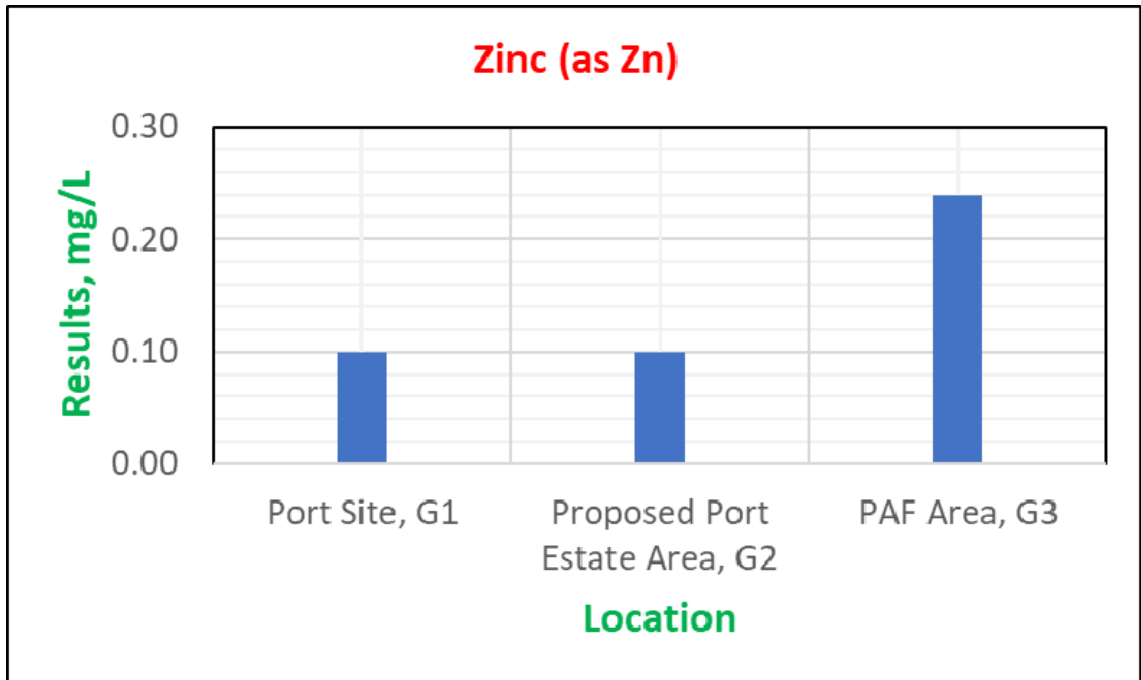 Zinc (as Zn)
Results, mg/L
0.30
0.20
0.10
0.00
Port Site, G1
Proposed Port
Estate Area, G2
PAF Area, G3
Location